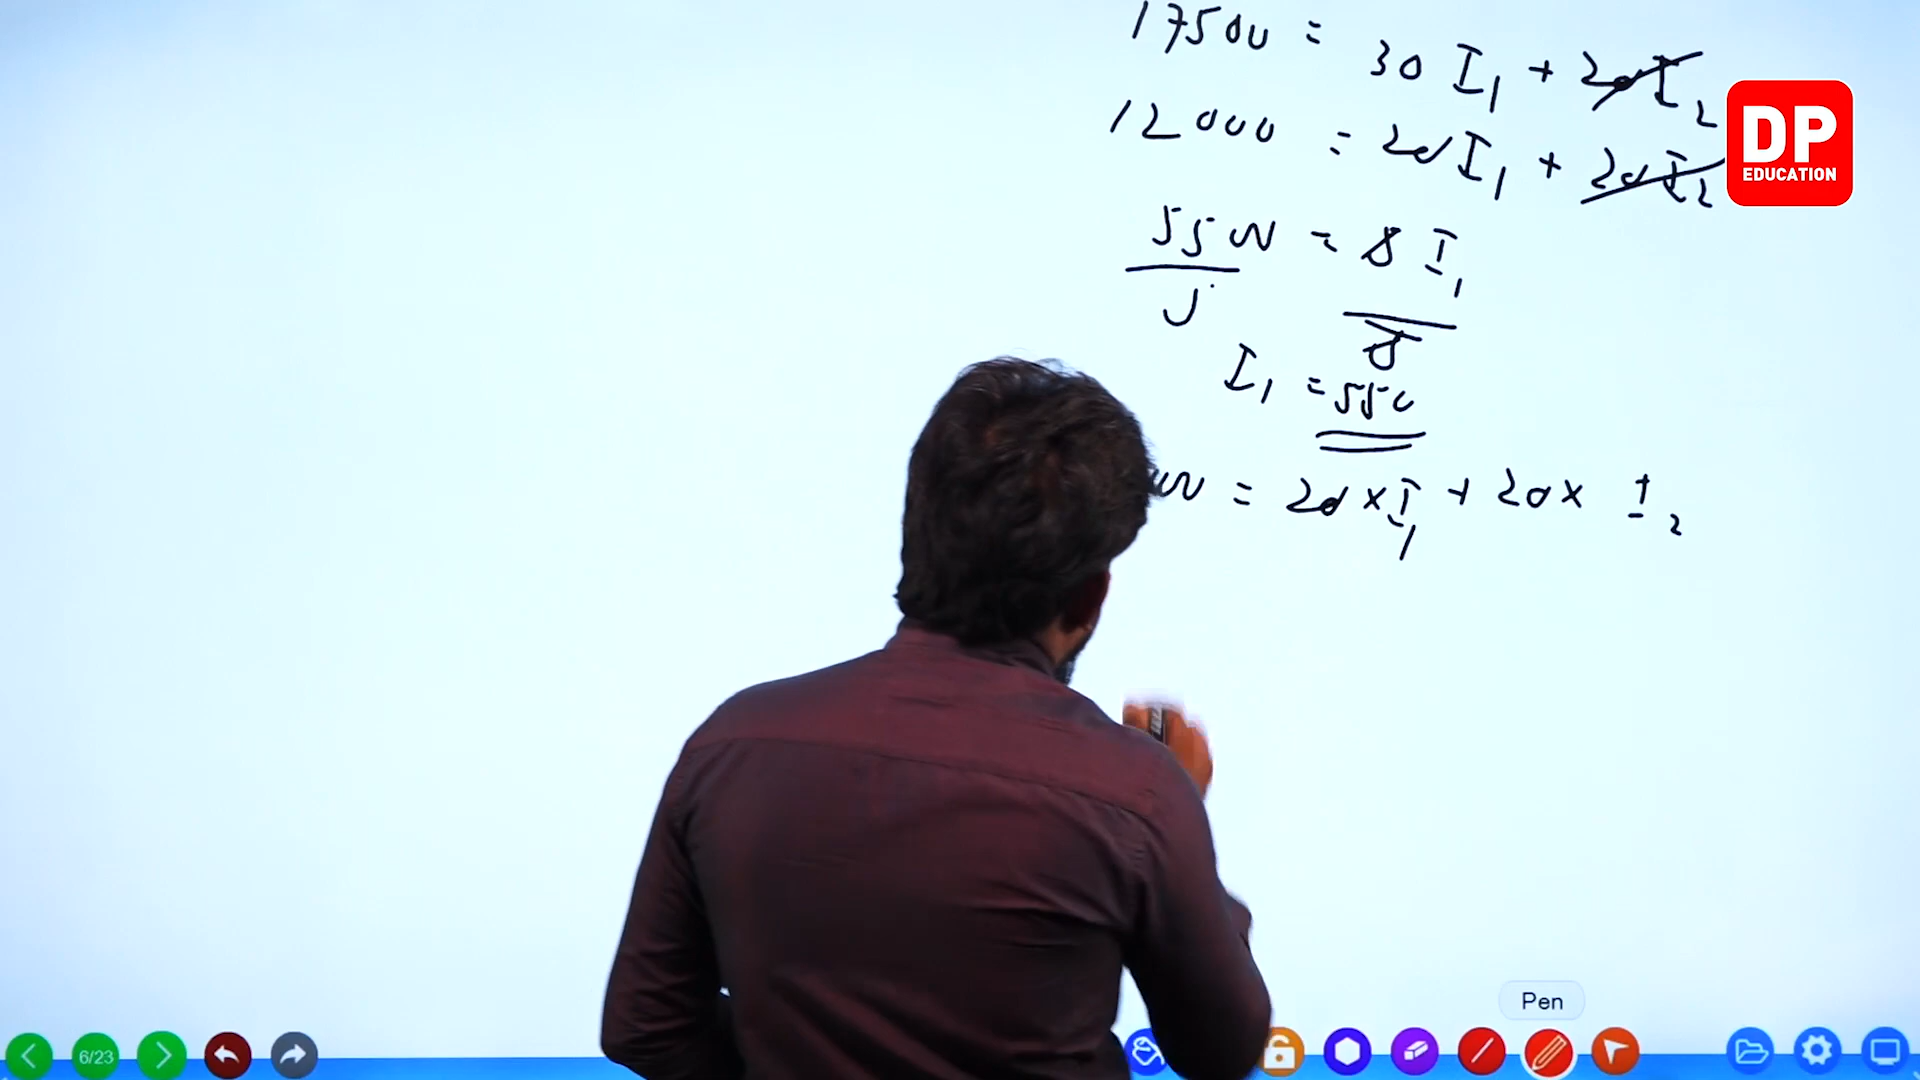 17500 = 30 I₁ + 20 I₂
12000 = 20 I₁ + 20 I₂
5500 = I₁
I₁ = 550
= 20 × I₁ + 20 × I₂
DP
EDUCATION
Pen
6/23